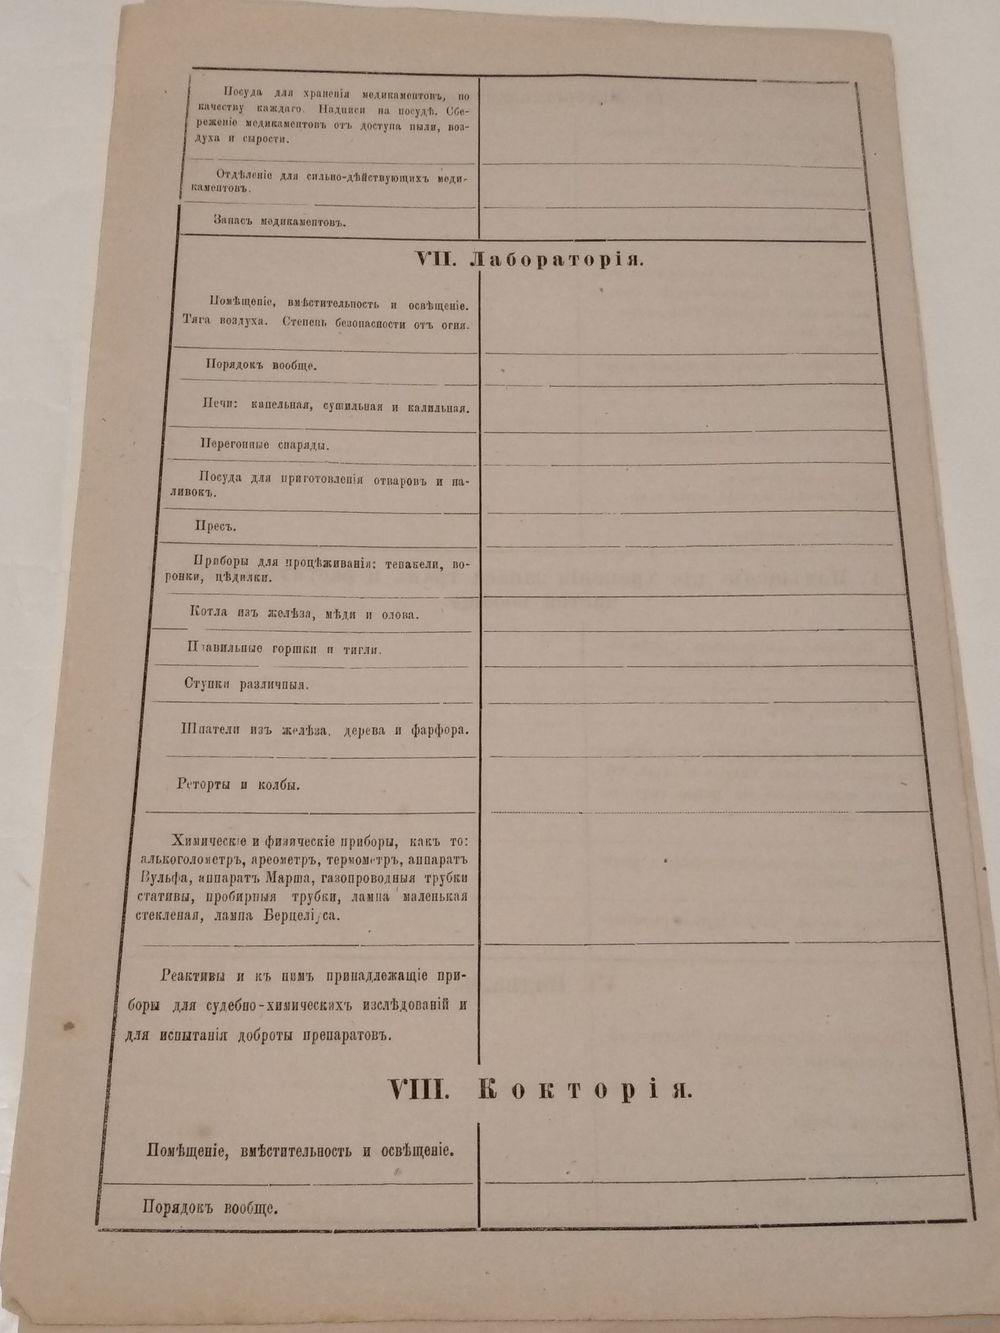 Посуда для храненія медикаментовъ, по
качеству каждаго. Надписи на посудѣ. Сбе-
реженіе медикаментовъ отъ доступа пыли, воз-
духа и сырости.
Отдѣленіе для сильно-дѣйствующихъ меди-
каментовъ.
Запасъ медикаментовъ.
VII. Лабораторія.
Помѣщеніе, вмѣстительность и освѣщеніе.
Тяга воздуха. Степень безопасности отъ огня.
Порядокъ вообще.
Печи: капельная, сушильная и калильная.
Перегонные снаряды.
Посуда для приготовленія отваровъ и на-
ливокъ.
Пресъ.
Приборы для процѣживанія: тенакели, во-
ронки, цѣдилки.
Котла изъ желѣза, мѣди и олова.
Плавильные горшки и тигли.
Ступки различныя.
Шпатели изъ желѣза, дерева и фарфора.
Реторты и колбы.
Химическіе и физическіе приборы, какъ то:
алькоголометръ, ареометръ, термометръ, аппаратъ
Вульфа, аппаратъ Марша, газопроводныя трубки
стативы, пробирныя трубки, лампа маленькая
стекленая, лампа Берцеліуса.
Реактивы и къ нимъ принадлежащіе при-
боры для судебно-химическихъ изслѣдованій и
для испытанія доброты препаратовъ.
VIII. Кокторія.
Помѣщеніе, вмѣстительность и освѣщеніе.
Порядокъ вообще.